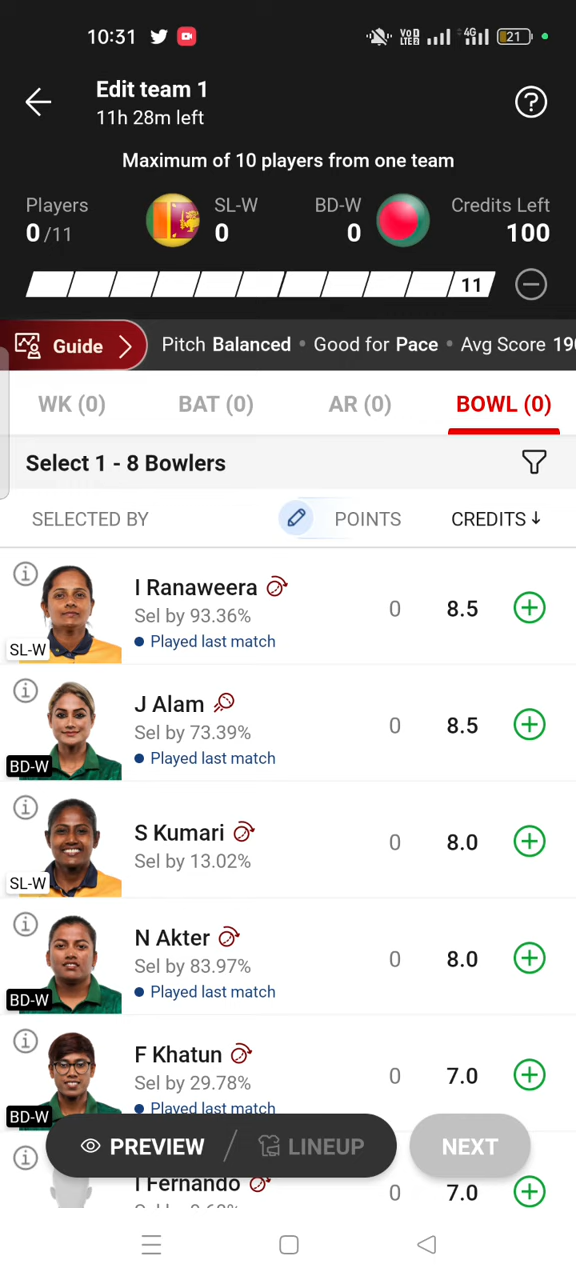 10:31
VoD
LTE2
4G
21
Edit team 1
11h 28m left
?
Maximum of 10 players from one team
Players
0 /11
SL-W
0
BD-W
0
Credits Left
100
11
Guide
Pitch Balanced • Good for Pace • Avg Score 190
WK (0)
BAT (0)
AR (0)
BOWL (0)
Select 1 - 8 Bowlers
SELECTED BY
POINTS
CREDITS ↓
i
I Ranaweera
Sel by 93.36%
Played last match
SL-W
0
8.5
i
J Alam
Sel by 73.39%
Played last match
BD-W
0
8.5
i
S Kumari
Sel by 13.02%
SL-W
0
8.0
i
N Akter
Sel by 83.97%
Played last match
BD-W
0
8.0
i
F Khatun
Sel by 29.78%
Played last match
BD-W
0
7.0
PREVIEW / LINEUP
NEXT
i
I Fernando
0
7.0